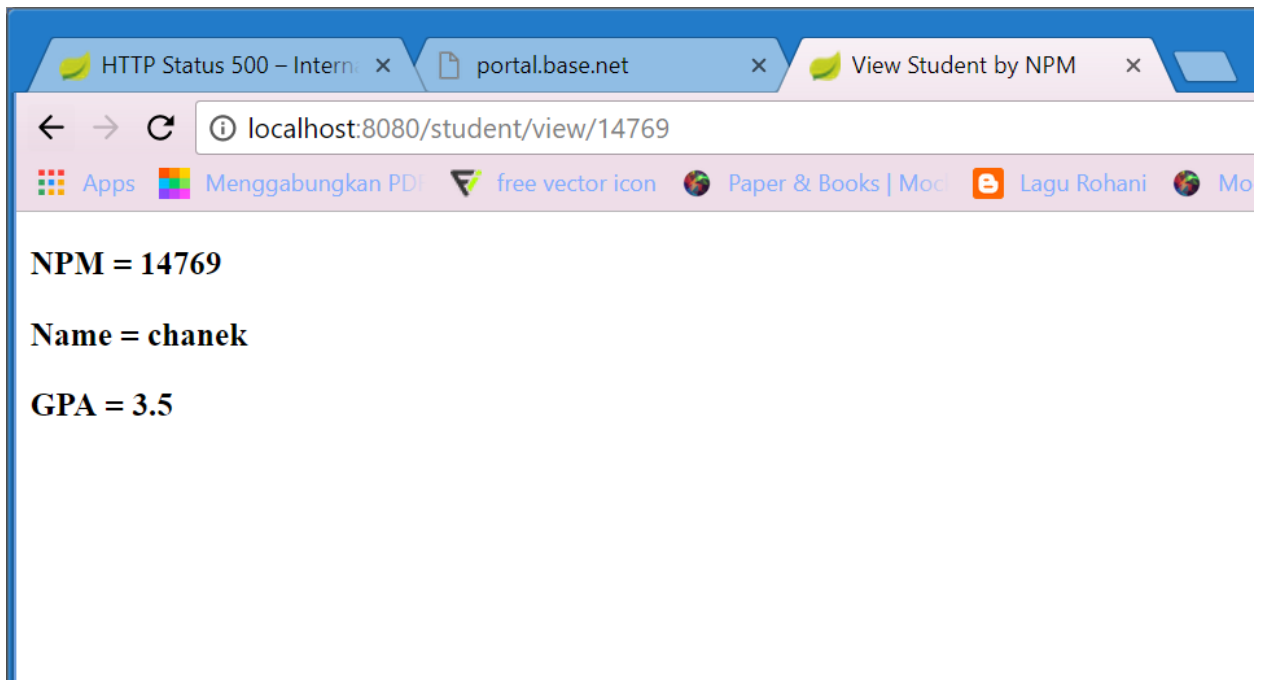 HTTP Status 500 – Intern
portal.base.net
View Student by NPM
localhost:8080/student/view/14769
Apps
Menggabungkan PDF
free vector icon
Paper & Books | Moc
Lagu Rohani
Mo
NPM = 14769
Name = chanek
GPA = 3.5